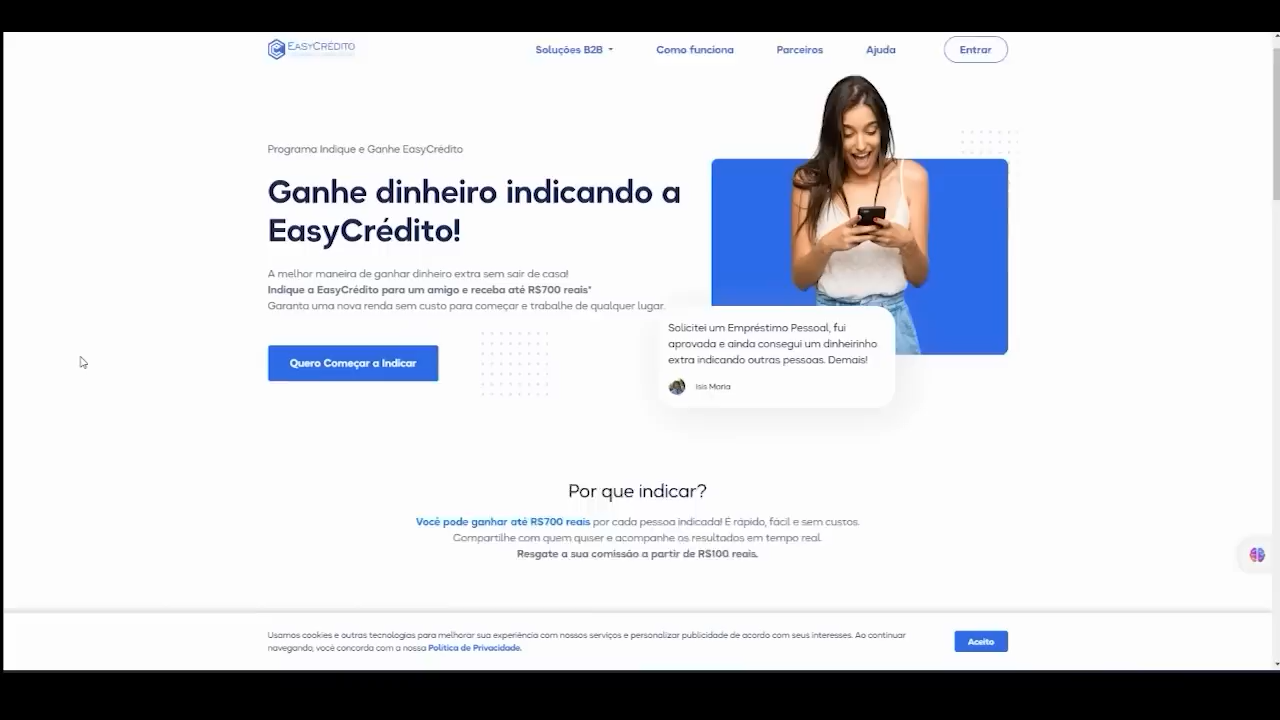 EASYCRÉDITO
Soluções B2B
Como funciona
Parceiros
Ajuda
Entrar
Programa Indique e Ganhe EasyCrédito
Ganhe dinheiro indicando a
EasyCrédito!
A melhor maneira de ganhar dinheiro extra sem sair de casa!
Indique a EasyCrédito para um amigo e receba até R$700 reais*
Garanta uma nova renda sem custo para começar e trabalhe de qualquer lugar.
Quero Começar a Indicar
Solicitei um Empréstimo Pessoal, fui
aprovada e ainda consegui um dinheirinho
extra indicando outras pessoas. Demais!
Isis Maria
Por que indicar?
Você pode ganhar até R$700 reais por cada pessoa indicada! É rápido, fácil e sem custos.
Compartilhe com quem quiser e acompanhe os resultados em tempo real.
Resgate a sua comissão a partir de R$100 reais.
Usamos cookies e outras tecnologias para melhorar sua experiência com nossos serviços e personalizar publicidade de acordo com seus interesses. Ao continuar
navegando, você concorda com a nossa Política de Privacidade.
Aceito